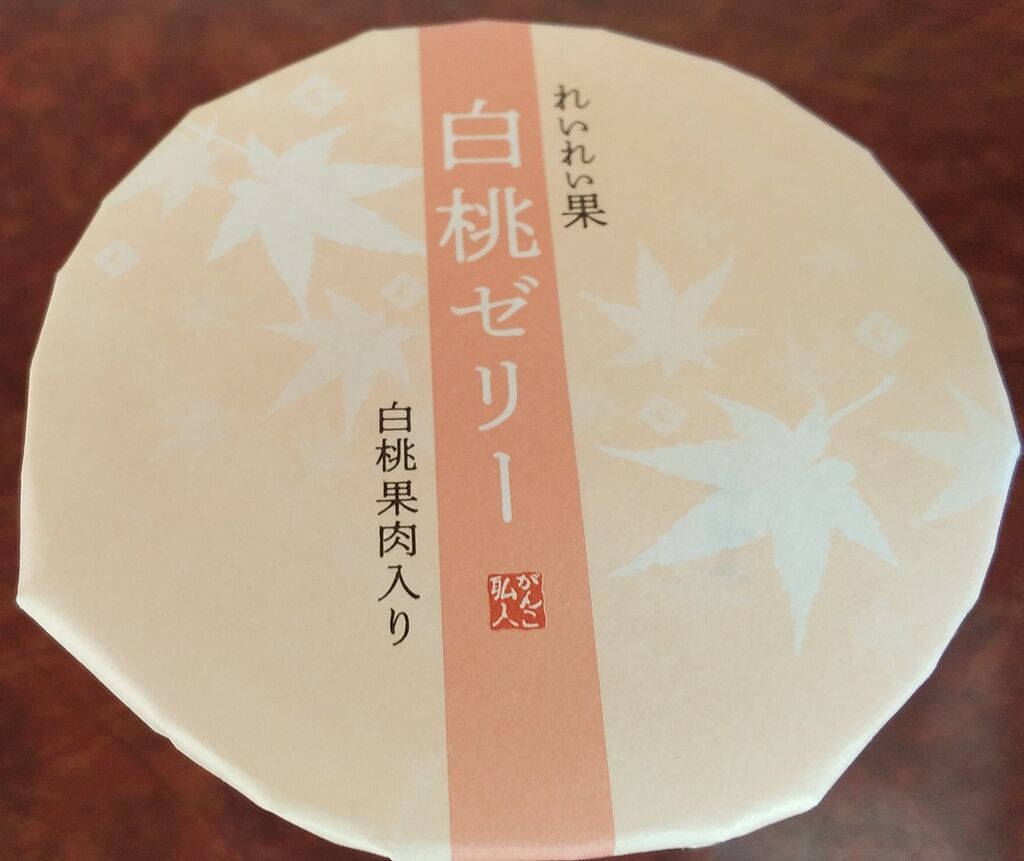 れいれい果
白桃ゼリー
がんこ
職人
白桃果肉入り